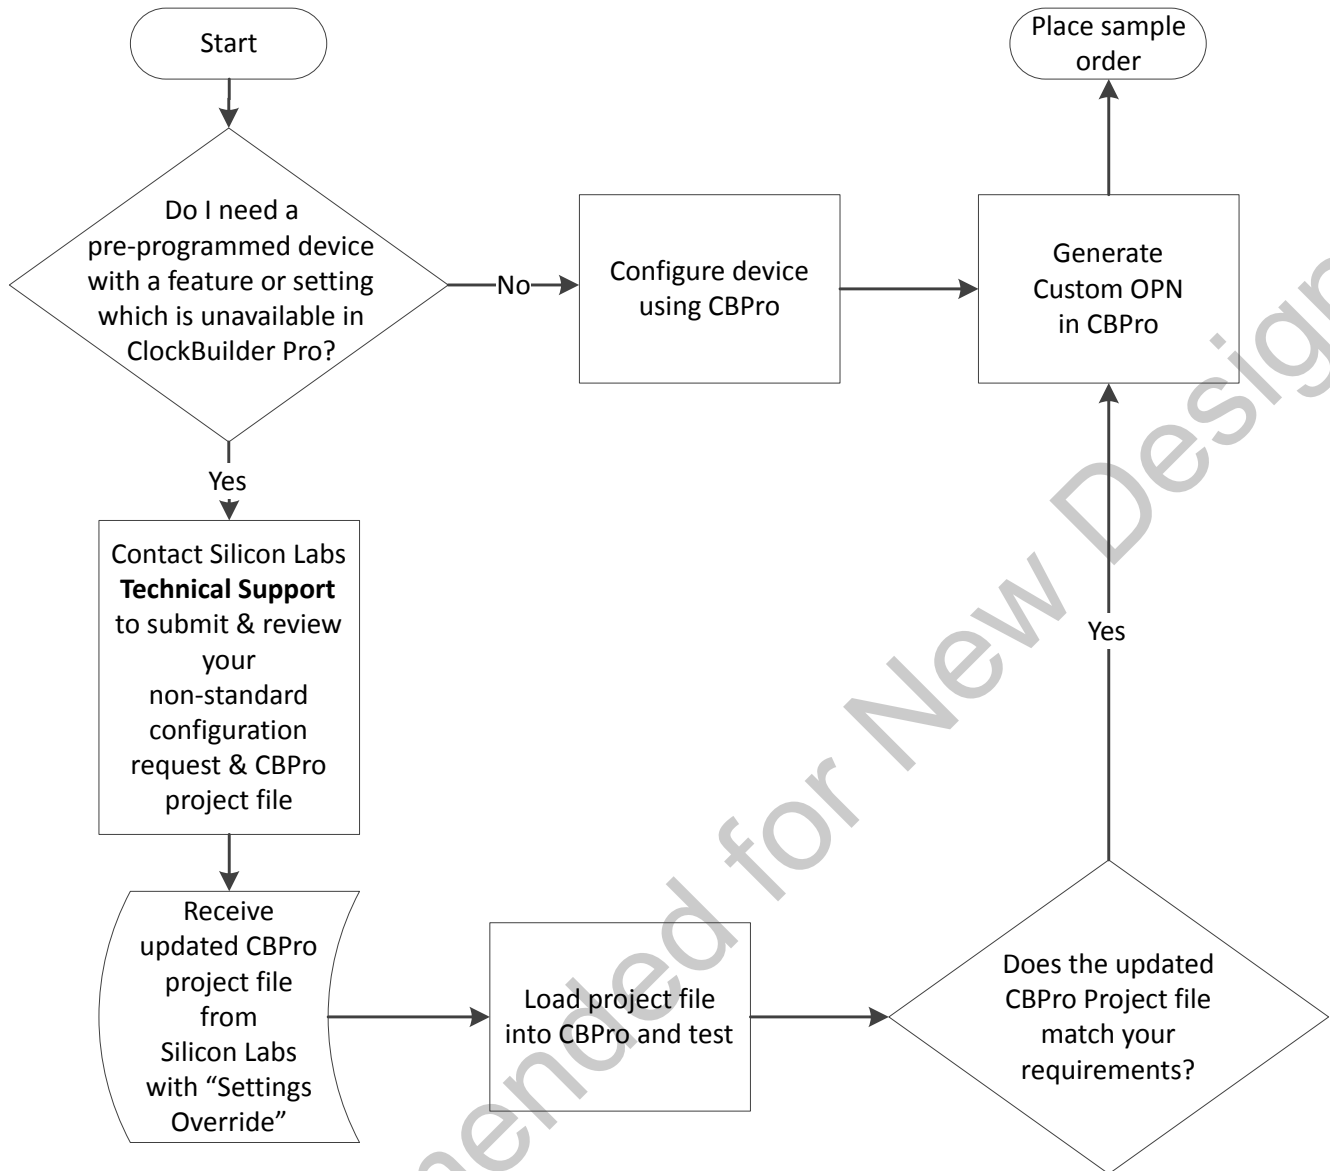 Start
Place sample
order
Do I need a
pre-programmed device
with a feature or setting
which is unavailable in
ClockBuilder Pro?
No
Configure device
using CBPro
Generate
Custom OPN
in CBPro
Yes
Contact Silicon Labs
Technical Support
to submit & review
your
non-standard
configuration
request & CBPro
project file
Yes
Receive
updated CBPro
project file
from
Silicon Labs
with “Settings
Override”
Load project file
into CBPro and test
Does the updated
CBPro Project file
match your
requirements?
for New